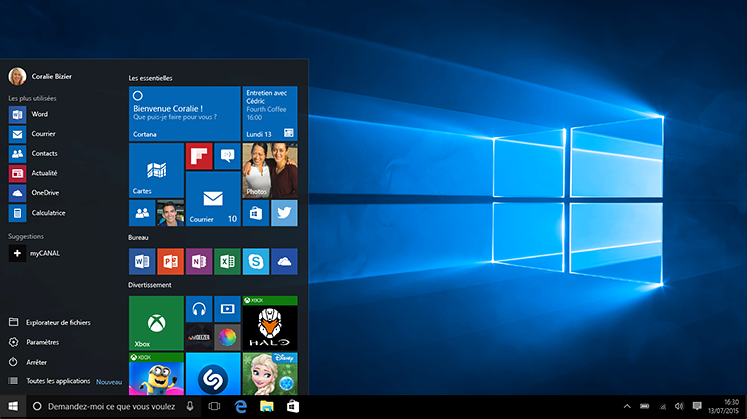 Coralie Bizier
Les plus utilisées
Word
Courrier
Contacts
Actualité
OneDrive
Calculatrice
Suggestions
myCANAL
Explorateur de fichiers
Paramètres
Arrêter
Toutes les applications Nouveau
Les essentielles
Bienvenue Coralie !
Que puis-je faire pour vous ?
Cortana
Entretien avec
Cédric
Fourth Coffee
16:00
Lundi 13
Cartes
Courrier 10
Photos
Bureau
Divertissement
Xbox
DEEZER
XBOX
HALO
XBOX
Disney
Demandez-moi ce que vous voulez
16:30
13/07/2015